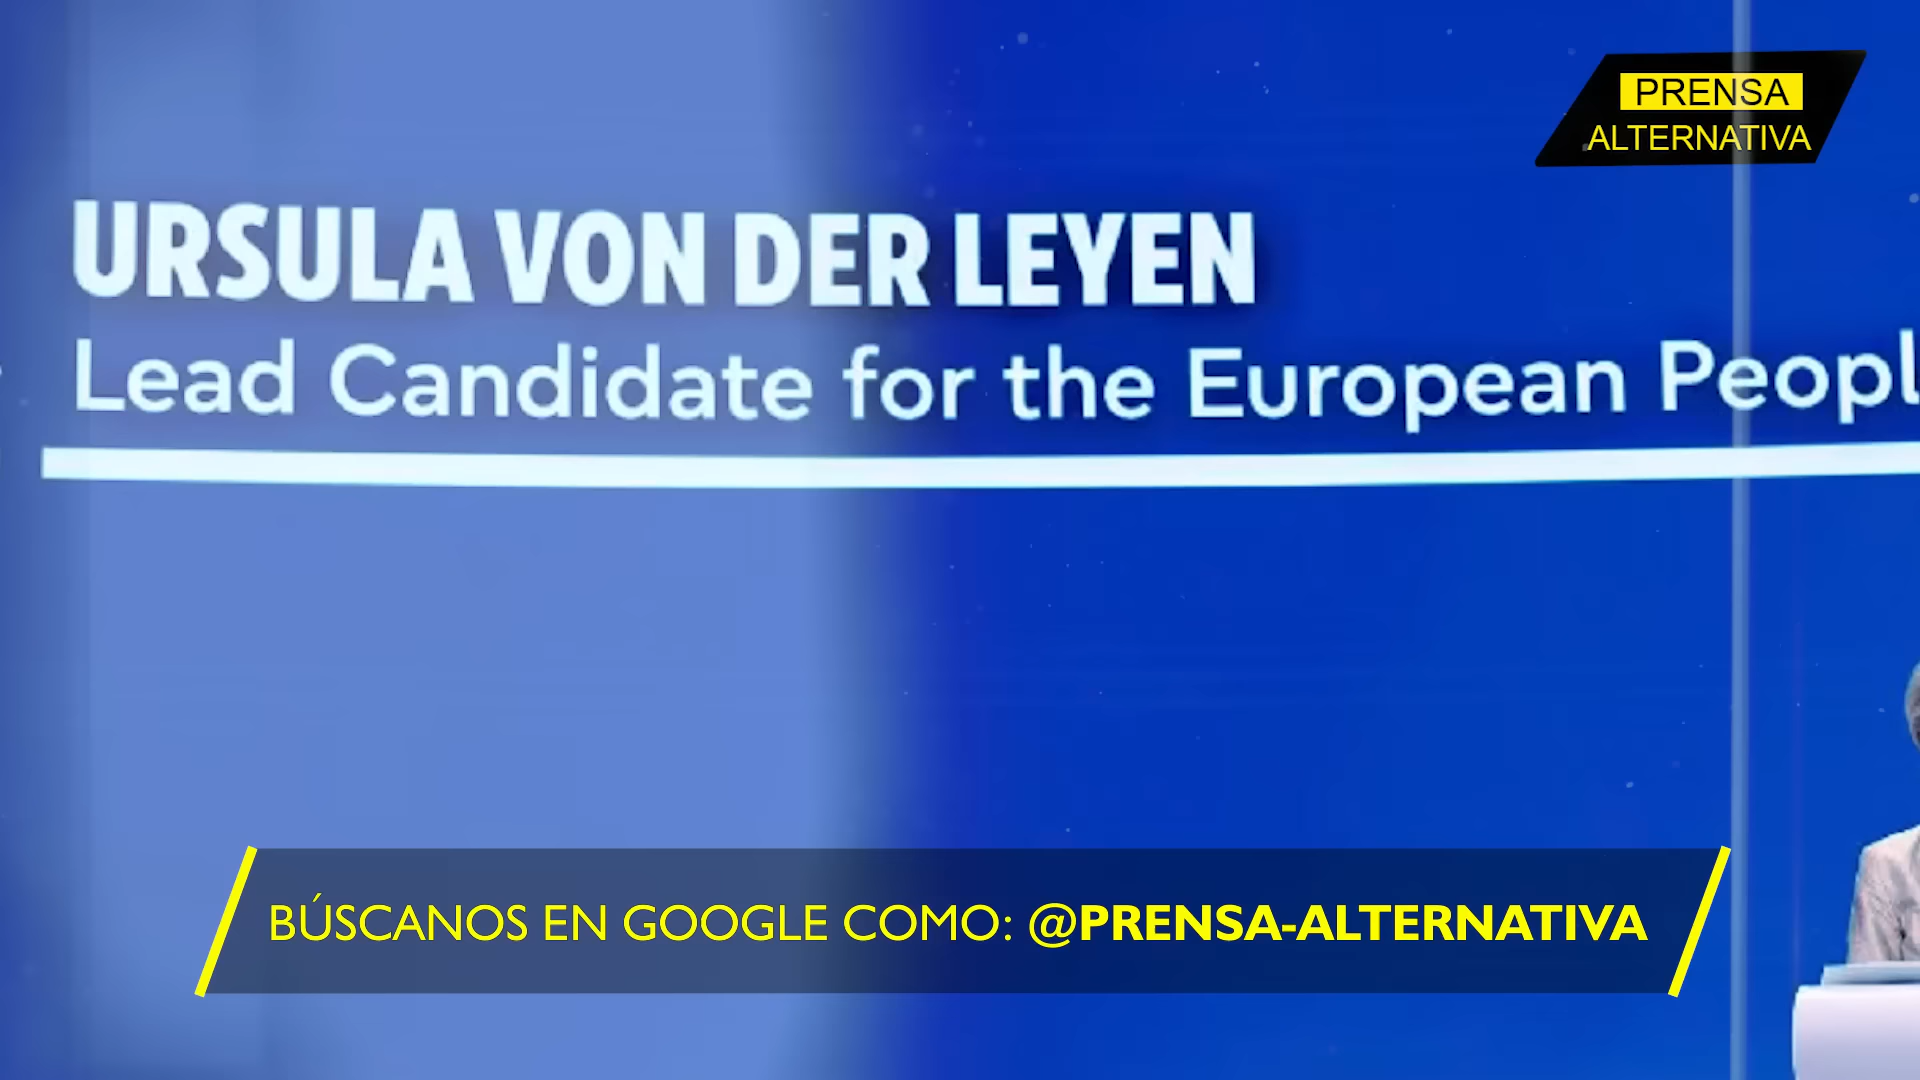 PRENSA
ALTERNATIVA
URSULA VON DER LEYEN
Lead Candidate for the European Peopl
BÚSCANOS EN GOOGLE COMO: @PRENSA-ALTERNATIVA